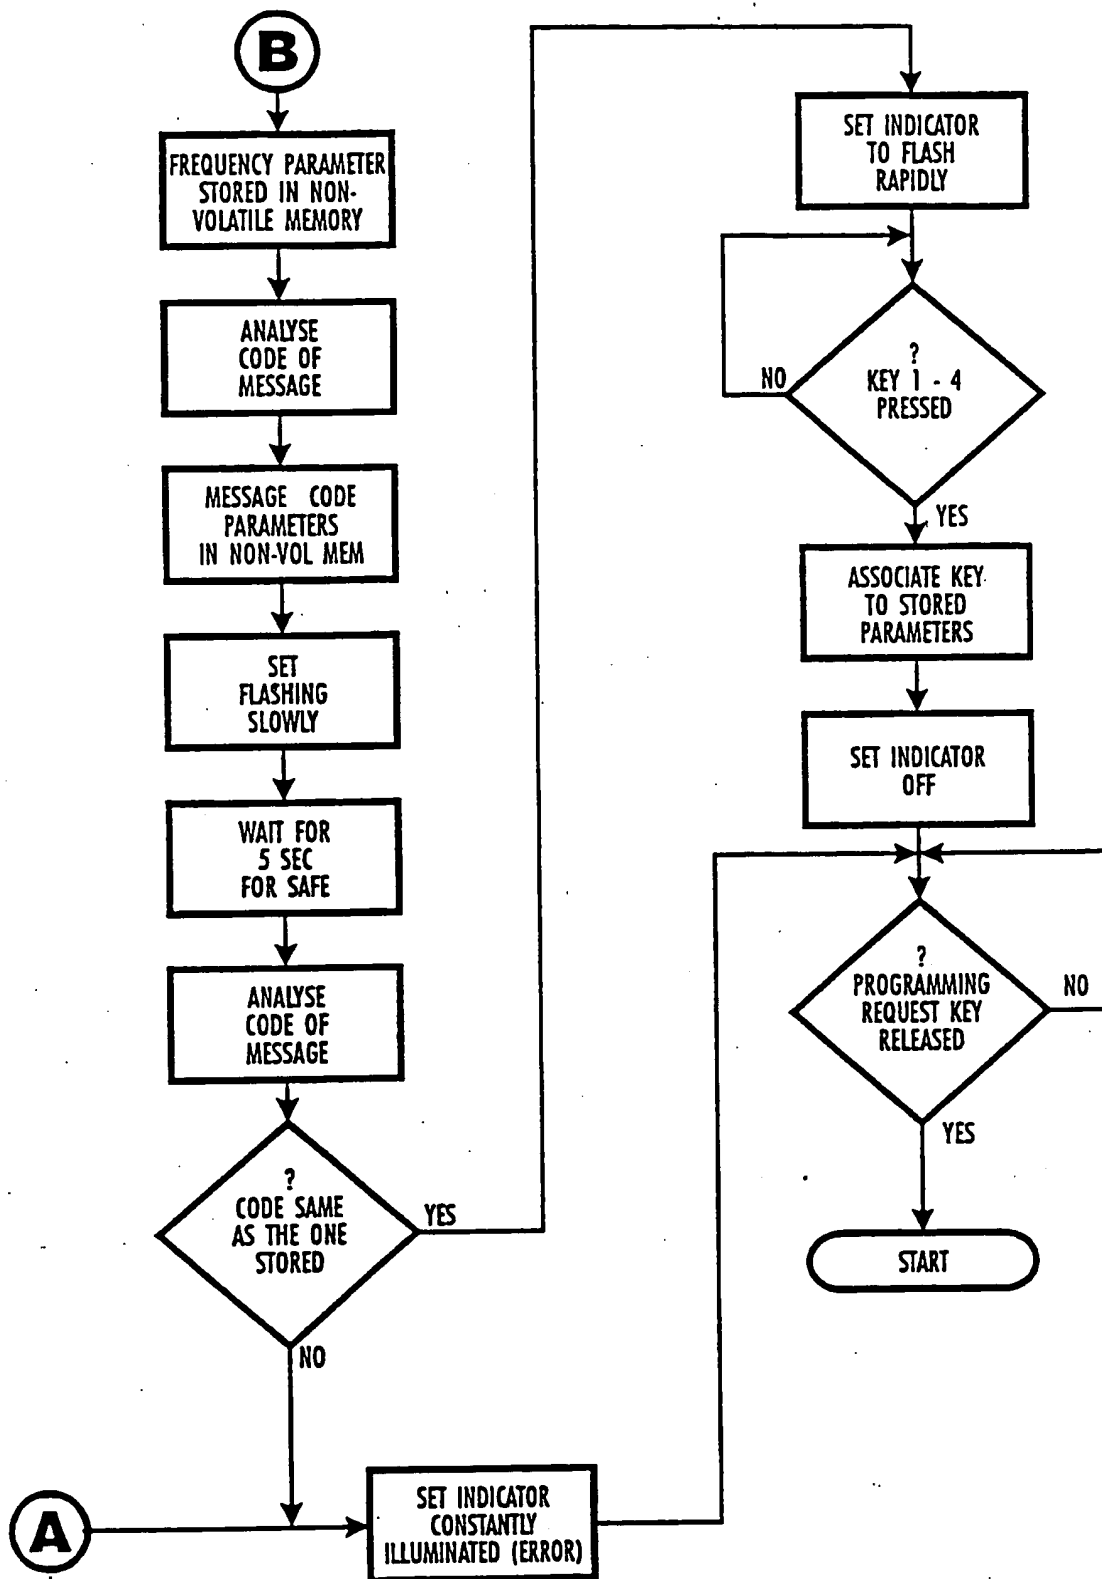 B
FREQUENCY PARAMETER
STORED IN NON-
VOLATILE MEMORY
ANALYSE
CODE OF
MESSAGE
MESSAGE CODE
PARAMETERS
IN NON-VOL MEM
SET
FLASHING
SLOWLY
WAIT FOR
5 SEC
FOR SAFE
ANALYSE
CODE OF
MESSAGE
?
CODE SAME
AS THE ONE
STORED
YES
NO
A
SET INDICATOR
CONSTANTLY
ILLUMINATED (ERROR)
SET INDICATOR
TO FLASH
RAPIDLY
?
KEY 1 - 4
PRESSED
NO
YES
ASSOCIATE KEY
TO STORED
PARAMETERS
SET INDICATOR
OFF
?
PROGRAMMING
REQUEST KEY
RELEASED
NO
YES
START